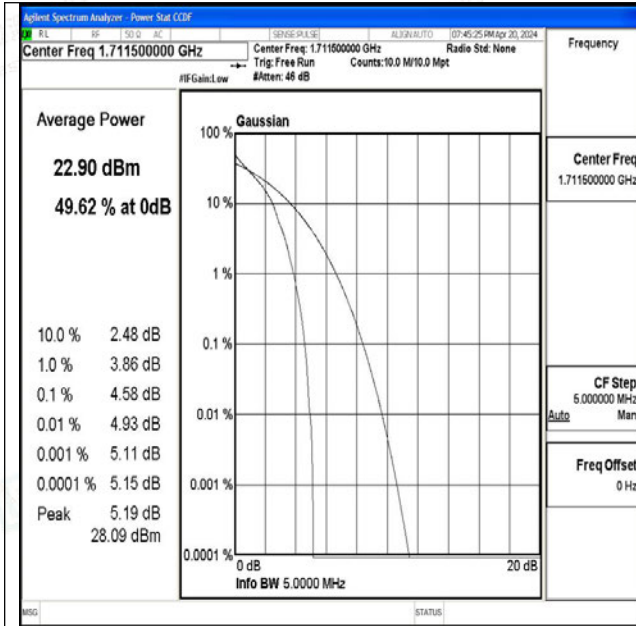 Agilent Spectrum Analyzer - Power Stat CCDF
RL RF 50 Ω AC SENSE:PULSE ALIGN AUTO 07:45:25 PM Apr 20, 2024
Center Freq 1.711500000 GHz
Center Freq: 1.711500000 GHz Radio Std: None
Trig: Free Run Counts:10.0 M/10.0 Mpt
#IFGain:Low #Atten: 46 dB
Frequency
Average Power
22.90 dBm
49.62 % at 0dB
10.0 % 2.48 dB
1.0 % 3.86 dB
0.1 % 4.58 dB
0.01 % 4.93 dB
0.001 % 5.11 dB
0.0001 % 5.15 dB
Peak 5.19 dB
28.09 dBm
Gaussian
100 %
10 %
1 %
0.1 %
0.01 %
0.001 %
0.0001 %
0 dB 20 dB
Info BW 5.0000 MHz
Center Freq
1.711500000 GHz
CF Step
5.000000 MHz
Auto Man
Freq Offset
0 Hz
MSG STATUS